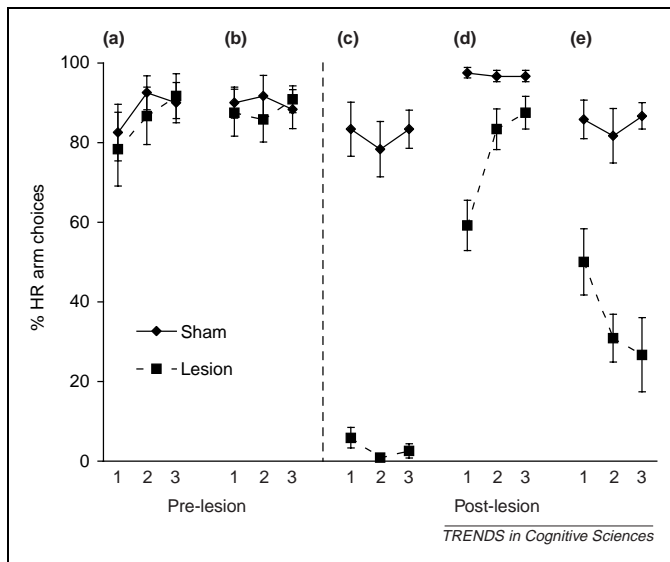 (a) (b) (c) (d) (e)
100
80
60
40
20
0
% HR arm choices
Sham
Lesion
1 2 3 1 2 3 1 2 3 1 2 3 1 2 3
Pre-lesion Post-lesion
TRENDS in Cognitive Sciences